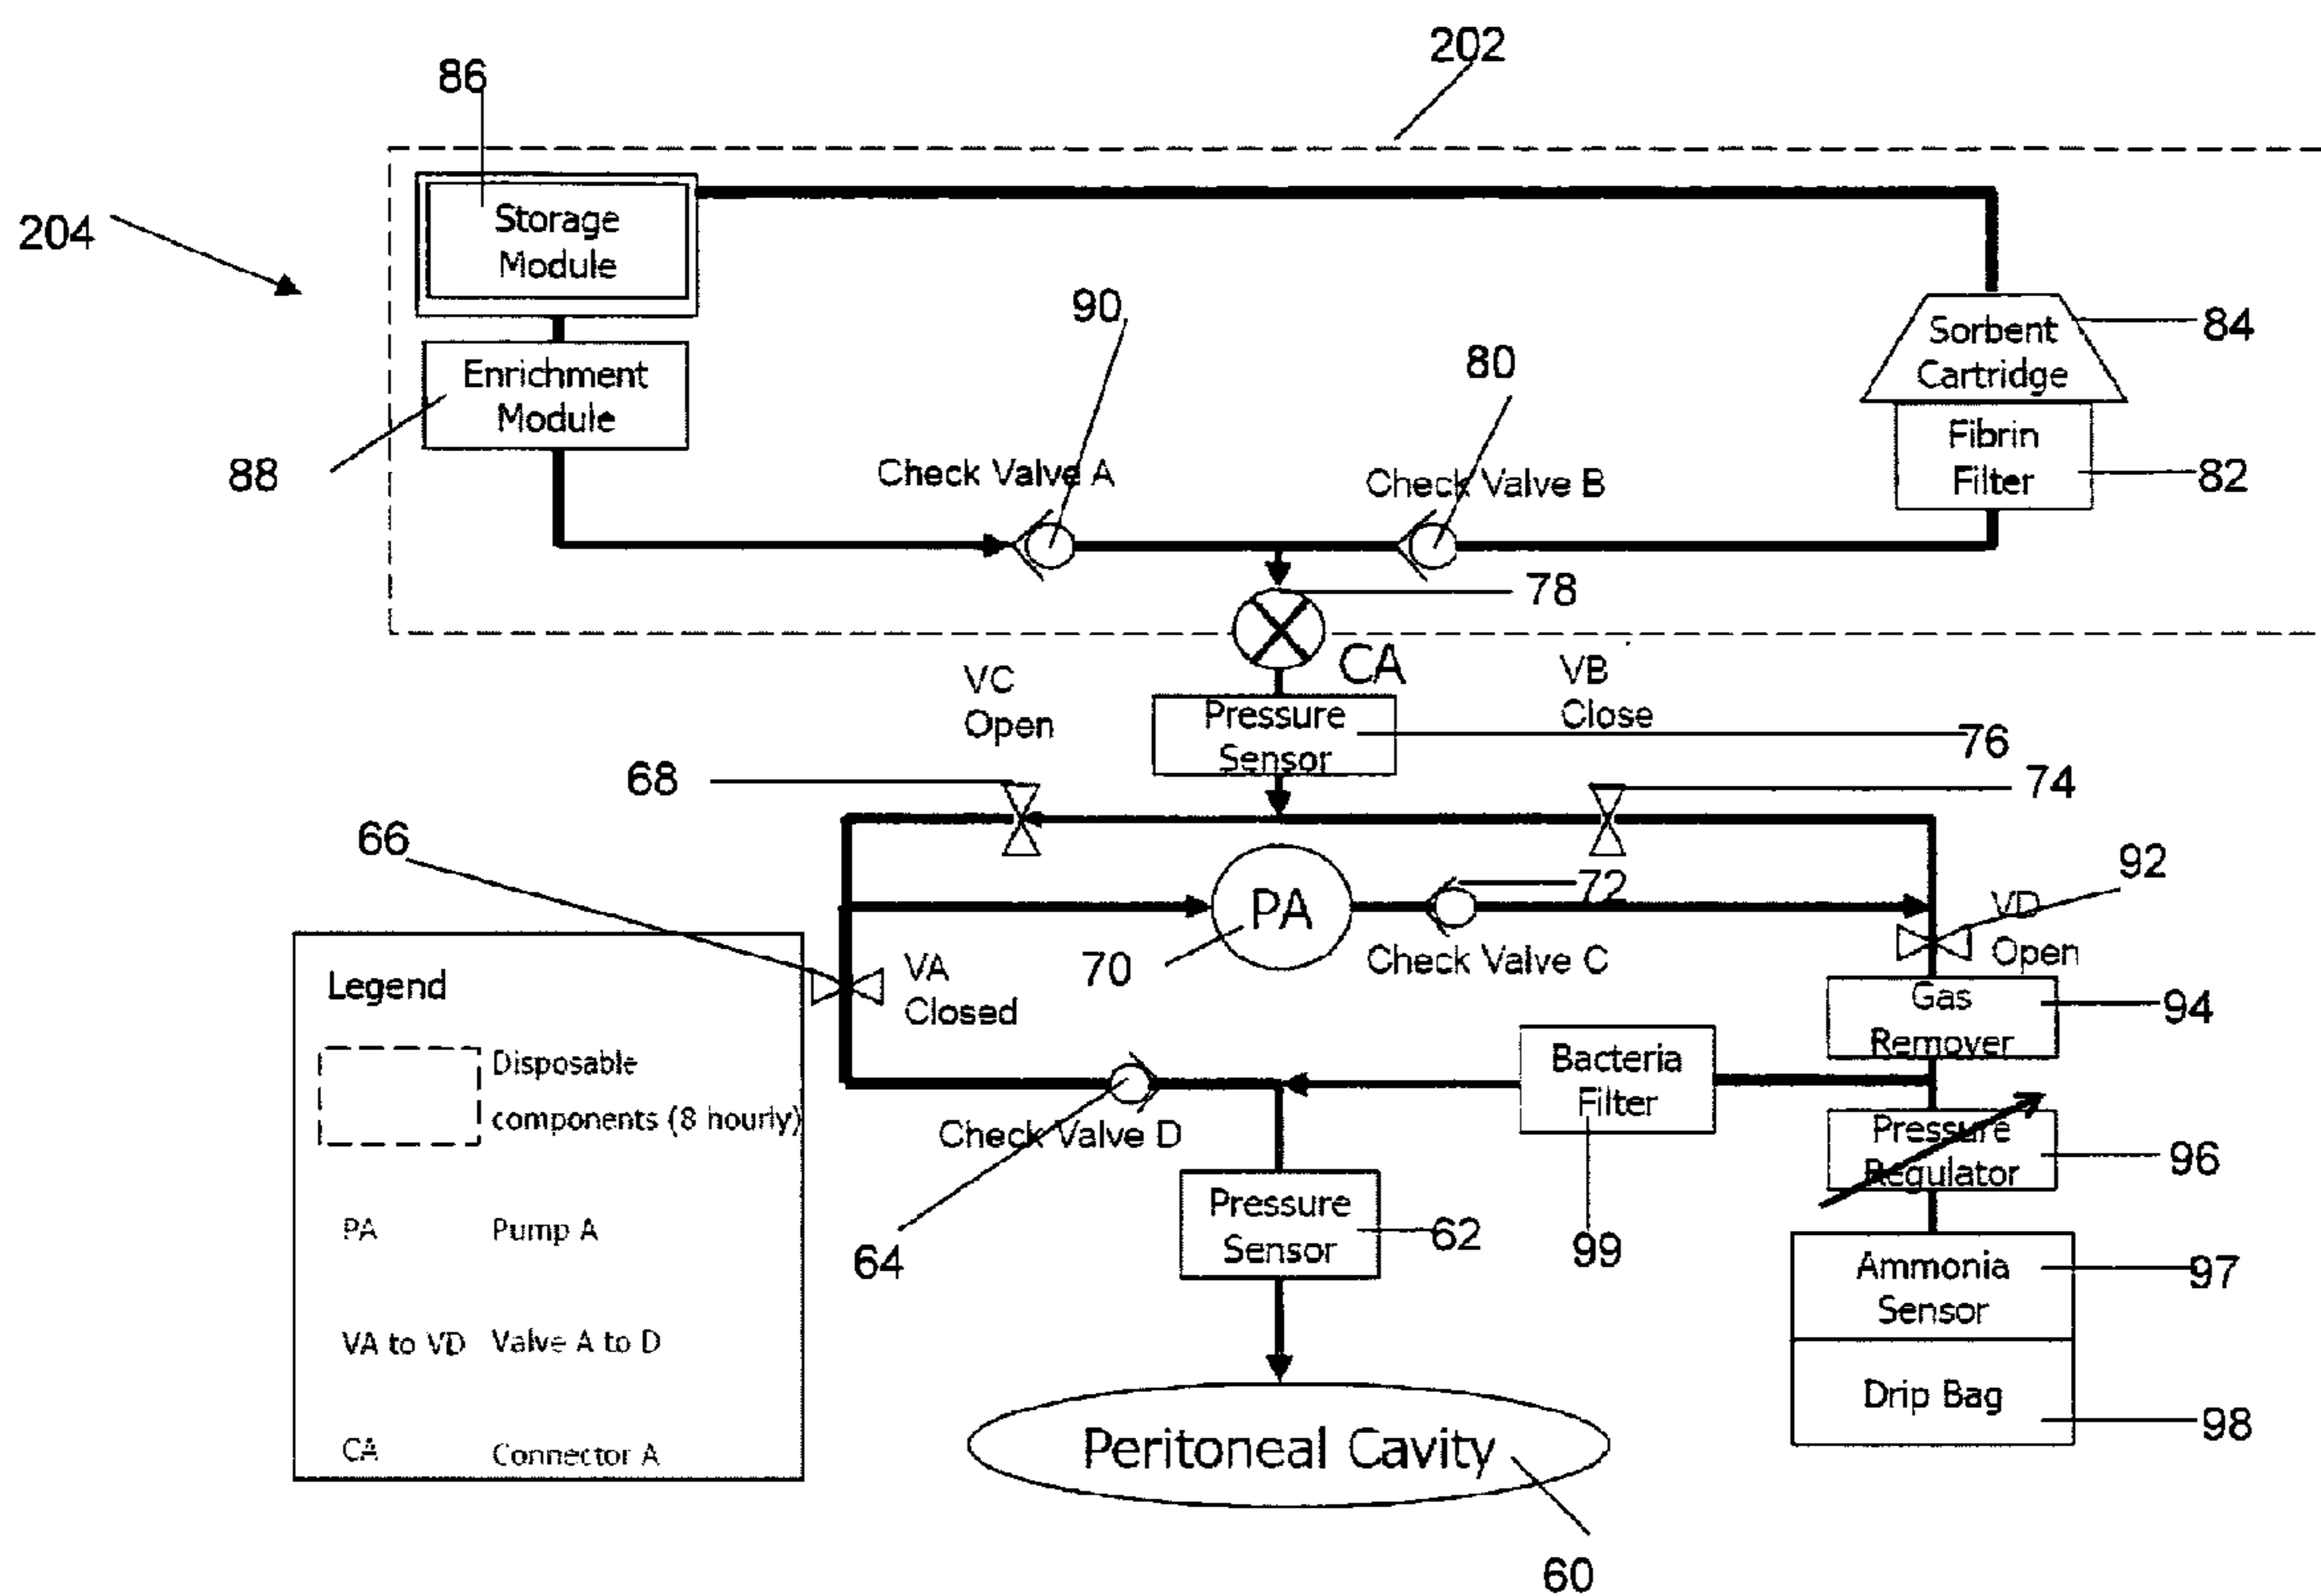 202
86
204
Storage
Module
90
84
Sorbent
Cartridge
80
Enrichment
Module
88
Fibrin
Filter
82
Check Valve A
Check Valve B
78
CA
VC
Open
VB
Close
Pressure
Sensor
76
68
74
66
92
PA
72
VD
Open
70
Check Valve C
VA
Closed
Gas
Remover
94
Legend
Disposable
components (8 hourly)
PA Pump A
VA to VD Valve A to D
CA Connector A
Bacteria
Filter
Check Valve D
Pressure
Regulator
96
64
Pressure
Sensor
62
99
Ammonia
Sensor
97
Drip Bag
98
Peritoneal Cavity
60